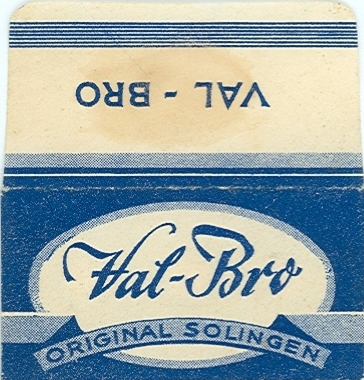 VAL - BRO
Val-Bro
ORIGINAL SOLINGEN